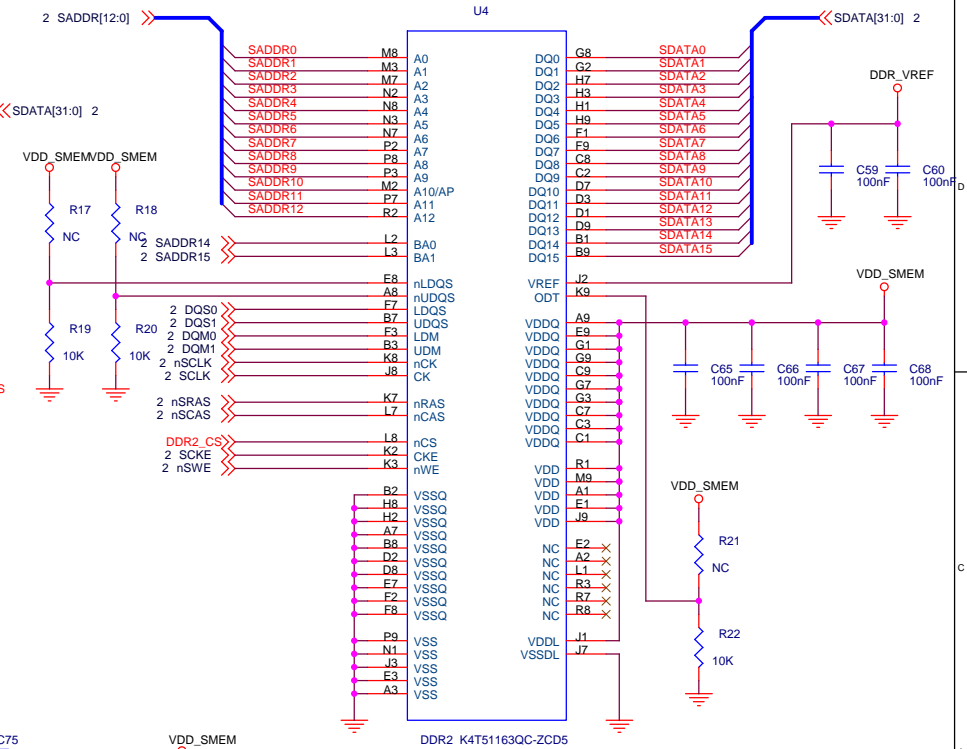 U4
2 SADDR[12:0]
SDATA[31:0] 2
SDATA[31:0] 2
DDR_VREF
C59
100nF
C60
100nF
D
VDD_SMEM
VDD_SMEM
R17
NC
R18
NC
R19
10K
R20
10K
SADDR0 M8 A0
SADDR1 M3 A1
SADDR2 M7 A2
SADDR3 N2 A3
SADDR4 N8 A4
SADDR5 N3 A5
SADDR6 N7 A6
SADDR7 P2 A7
SADDR8 P8 A8
SADDR9 P3 A9
SADDR10 M2 A10/AP
SADDR11 P7 A11
SADDR12 R2 A12
2 SADDR14 L2 BA0
2 SADDR15 L3 BA1
E8 nLDQS
A8 nUDQS
2 DQS0 F7 LDQS
2 DQS1 B7 UDQS
2 DQM0 F3 LDM
2 DQM1 B3 UDM
2 nSCLK K8 nCK
2 SCLK J8 CK
2 nSRAS K7 nRAS
2 nSCAS L7 nCAS
DDR2_CS L8 nCS
2 SCKE K2 CKE
2 nSWE K3 nWE
B2 VSSQ
H8 VSSQ
H2 VSSQ
A7 VSSQ
B8 VSSQ
D2 VSSQ
D8 VSSQ
E7 VSSQ
F2 VSSQ
F8 VSSQ
P9 VSS
N1 VSS
J3 VSS
E3 VSS
A3 VSS
DQ0 G8 SDATA0
DQ1 G2 SDATA1
DQ2 H7 SDATA2
DQ3 H3 SDATA3
DQ4 H1 SDATA4
DQ5 H9 SDATA5
DQ6 F1 SDATA6
DQ7 F9 SDATA7
DQ8 C8 SDATA8
DQ9 C2 SDATA9
DQ10 D7 SDATA10
DQ11 D3 SDATA11
DQ12 D1 SDATA12
DQ13 D9 SDATA13
DQ14 B1 SDATA14
DQ15 B9 SDATA15
VREF J2
ODT K9
VDDQ A9
VDDQ E9
VDDQ G1
VDDQ G9
VDDQ C9
VDDQ G7
VDDQ G3
VDDQ C7
VDDQ C3
VDDQ C1
VDD R1
VDD M9
VDD A1
VDD E1
VDD J9
NC E2
NC A2
NC L1
NC R3
NC R7
NC R8
VDDL J1
VSSDL J7
VDD_SMEM
C65
100nF
C66
100nF
C67
100nF
C68
100nF
VDD_SMEM
R21
NC
R22
10K
C
S
C75
VDD_SMEM
DDR2 K4T51163QC-ZCD5